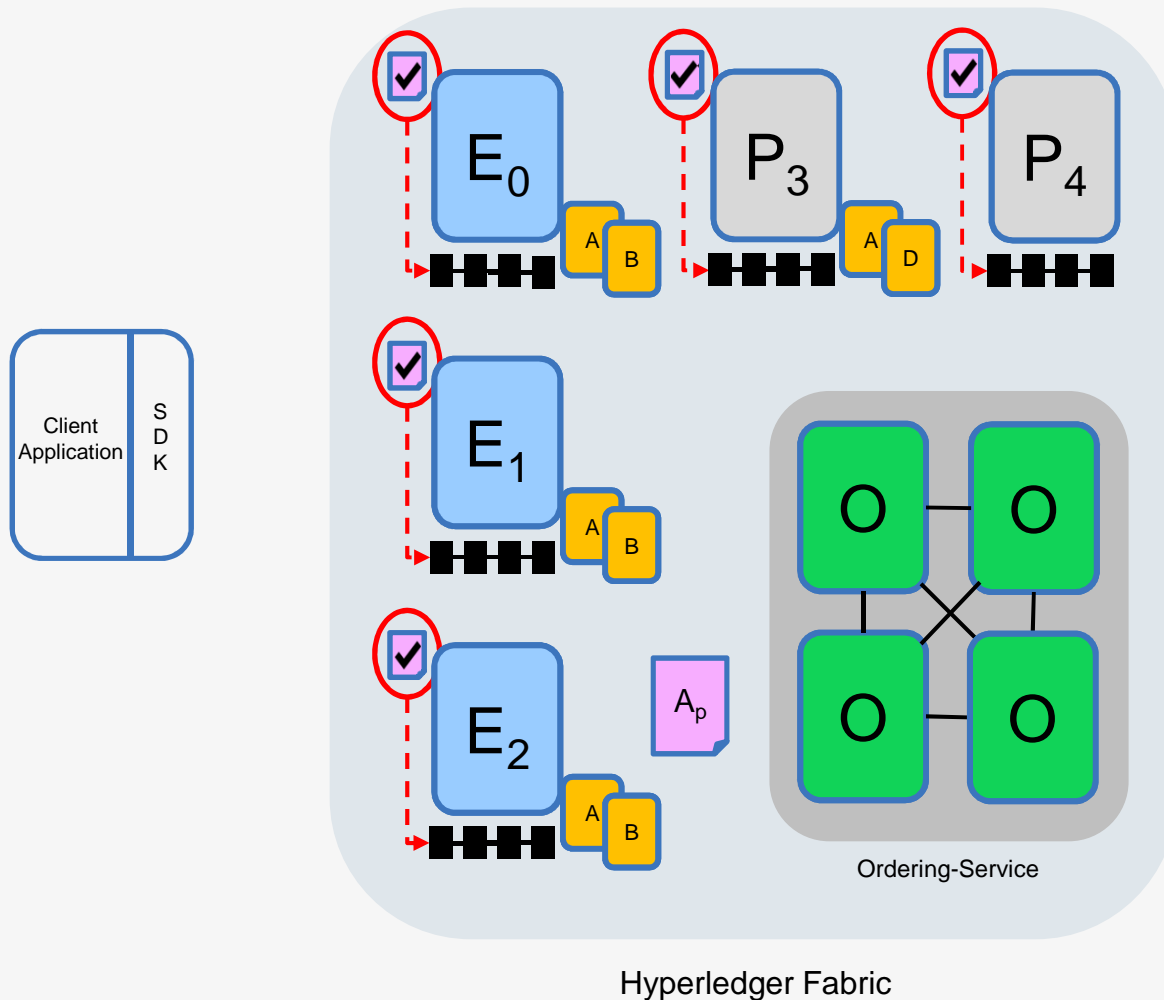 E0
A
B
P3
A
D
P4
Client
Application
S
D
K
E1
A
B
O
O
E2
A
B
Ap
O
O
Ordering-Service
Hyperledger Fabric